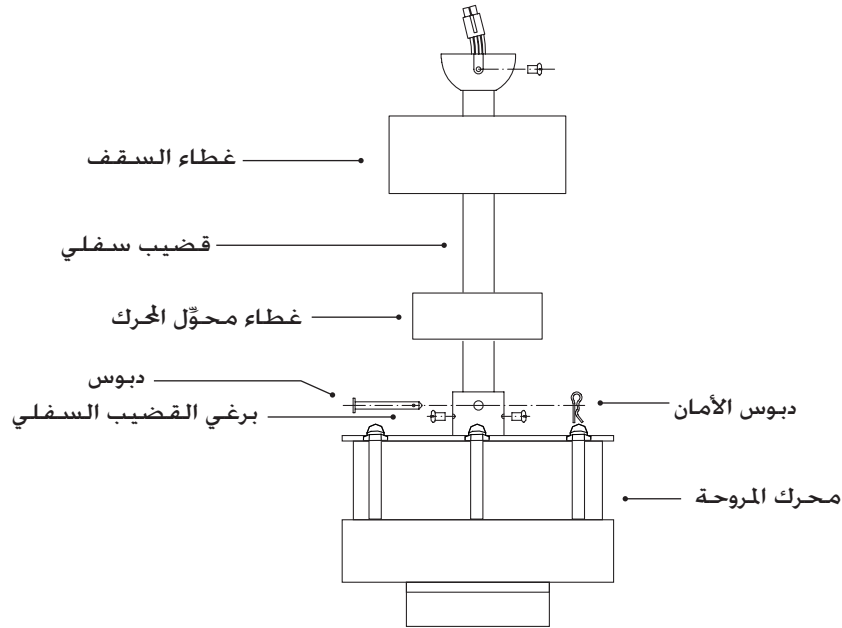 غطاء السقف
قضيب سفلي
غطاء محوّل المحرك
دبوس
برغي القضيب السفلي
دبوس الأمان
محرك المروحة